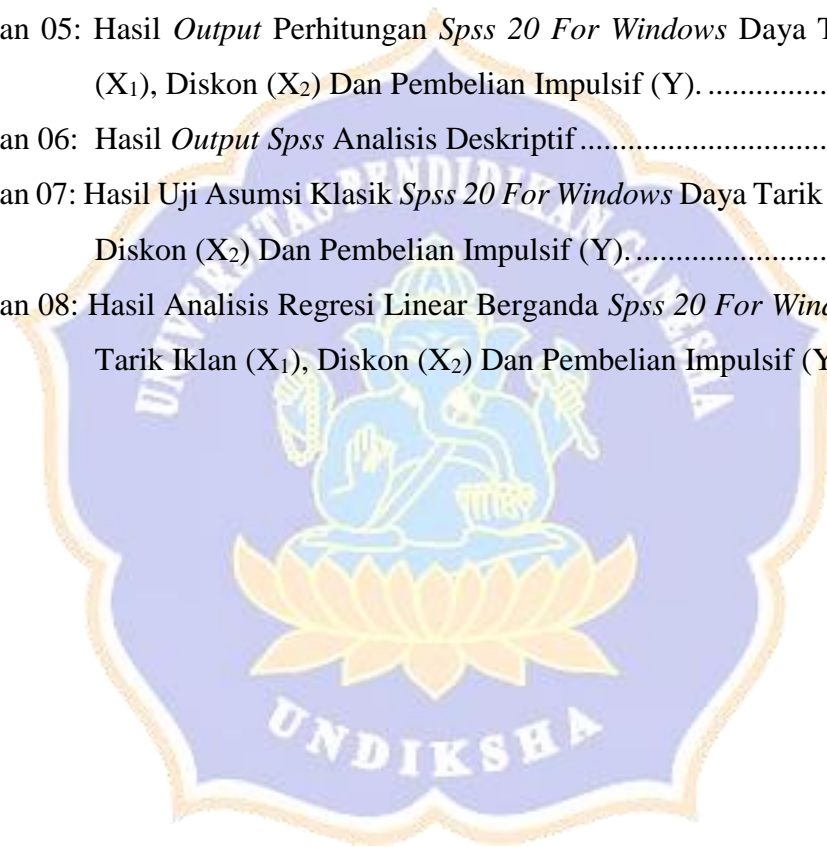 an 05: Hasil Output Perhitungan Spss 20 For Windows Daya T
(X₁), Diskon (X₂) Dan Pembelian Impulsif (Y). ...............
an 06: Hasil Output Spss Analisis Deskriptif ...............................
an 07: Hasil Uji Asumsi Klasik Spss 20 For Windows Daya Tarik
Diskon (X₂) Dan Pembelian Impulsif (Y). ........................
an 08: Hasil Analisis Regresi Linear Berganda Spss 20 For Wind
Tarik Iklan (X₁), Diskon (X₂) Dan Pembelian Impulsif (Y
UNIVERSITAS PENDIDIKAN GANESHA
UNDIKSHA